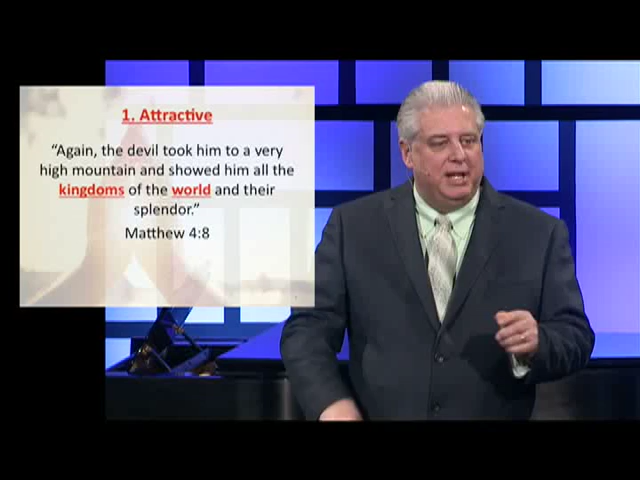 1. Attractive
“Again, the devil took him to a very
high mountain and showed him all the
kingdoms of the world and their
splendor.”
Matthew 4:8